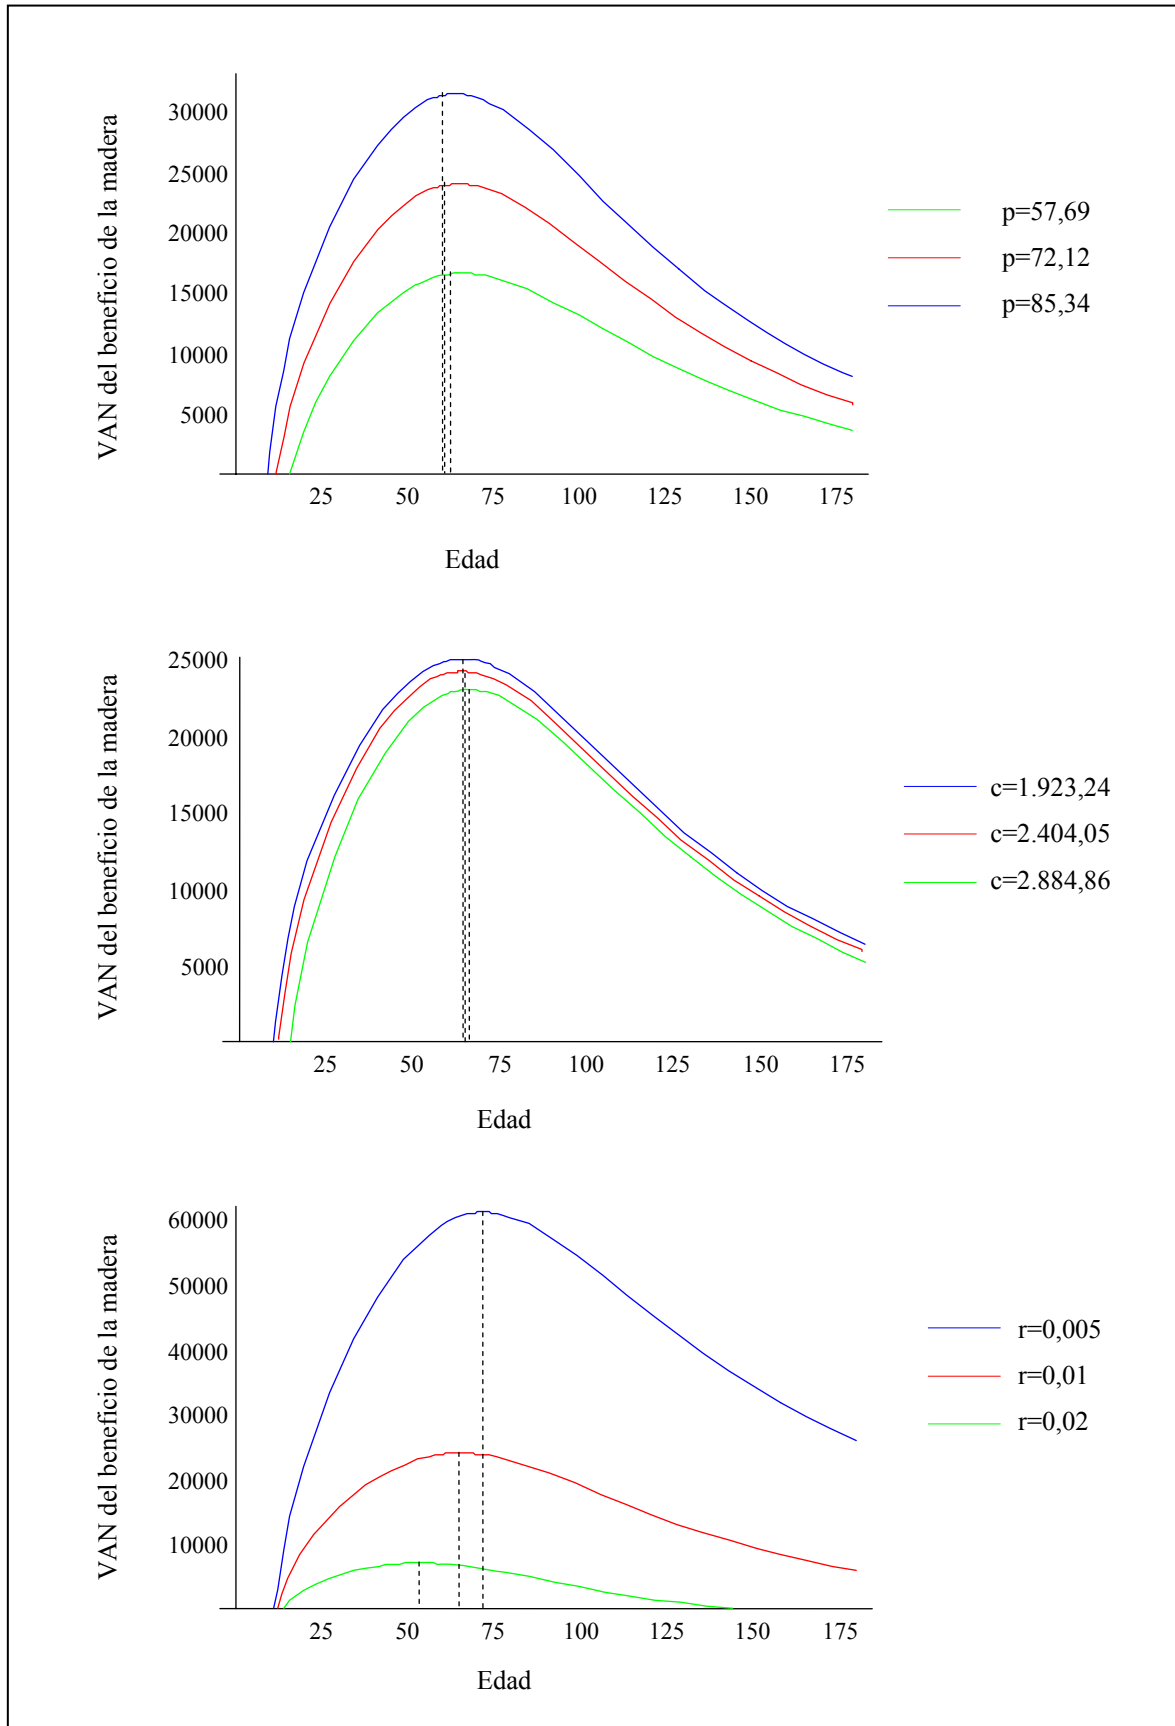 VAN del beneficio de la madera
30000
25000
20000
15000
10000
5000
25 50 75 100 125 150 175
Edad
p=57,69
p=72,12
p=85,34
VAN del beneficio de la madera
25000
20000
15000
10000
5000
25 50 75 100 125 150 175
Edad
c=1.923,24
c=2.404,05
c=2.884,86
VAN del beneficio de la madera
60000
50000
40000
30000
20000
10000
25 50 75 100 125 150 175
Edad
r=0,005
r=0,01
r=0,02